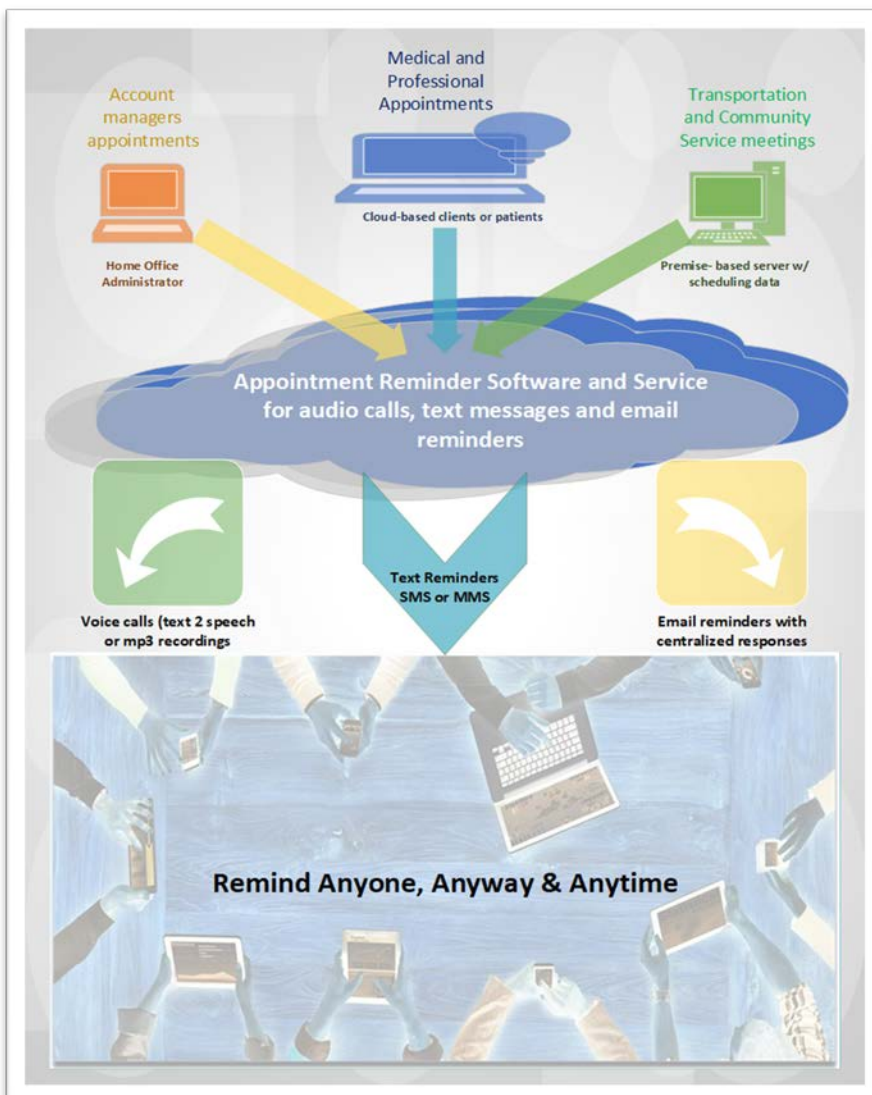 Medical and
Professional
Appointments
Account
managers
appointments
Transportation
and Community
Service meetings
Cloud-based clients or patients
Home Office
Administrator
Premise- based server w/
scheduling data
Appointment Reminder Software and Service
for audio calls, text messages and email
reminders
Text Reminders
SMS or MMS
Voice calls (text 2 speech
or mp3 recordings
Email reminders with
centralized responses
Remind Anyone, Anyway & Anytime